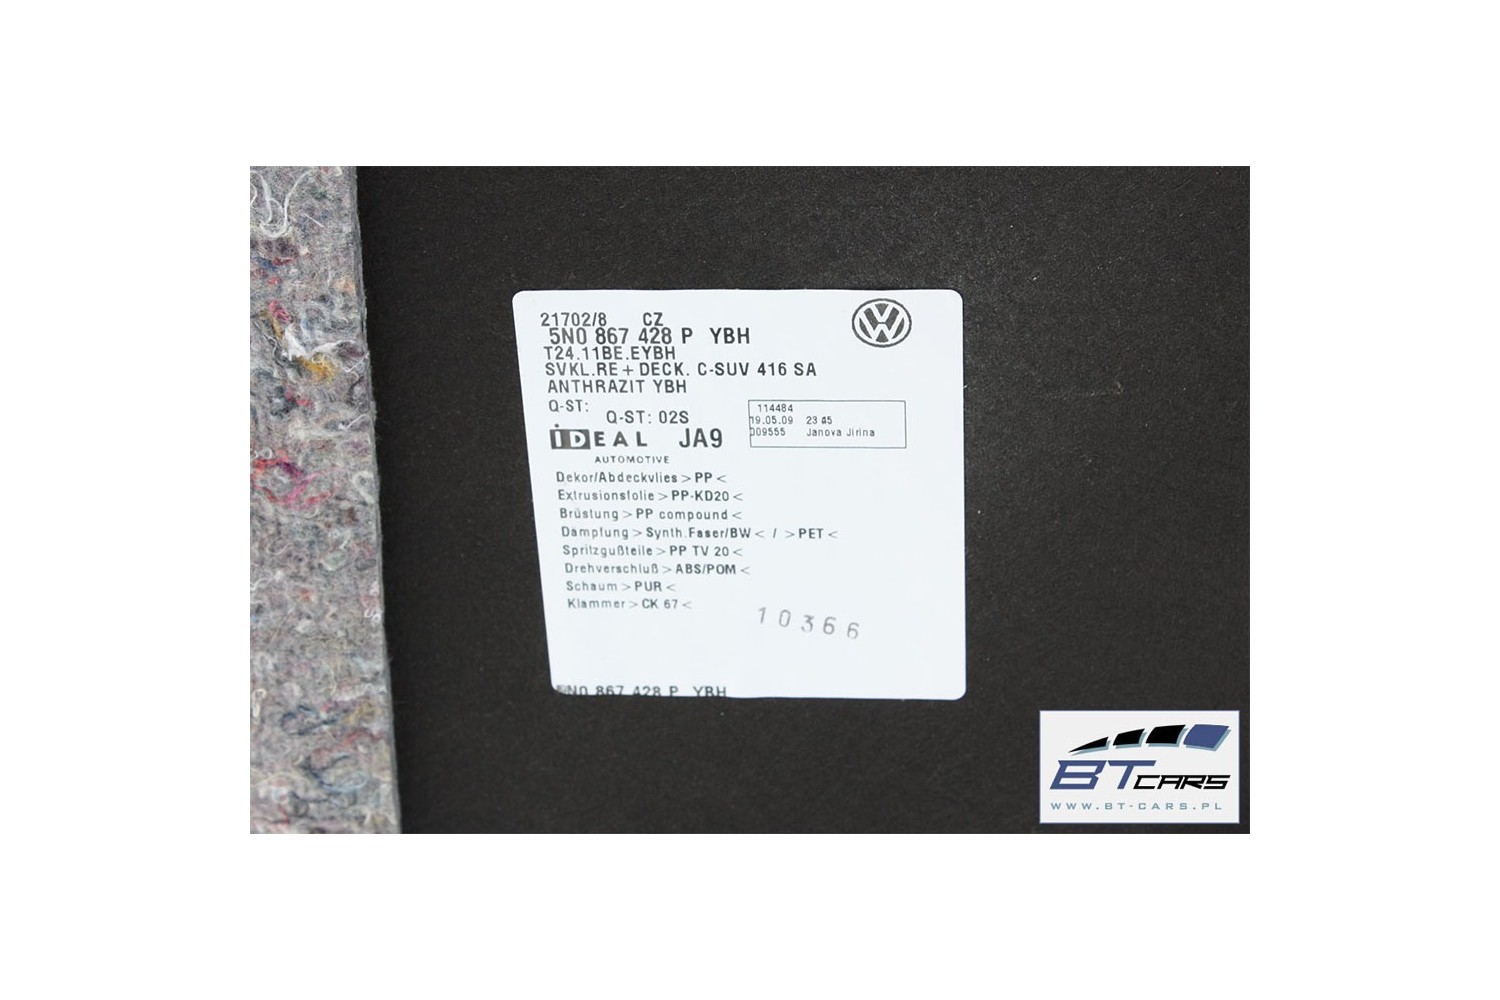 21702/8 CZ
5N0 867 428 P YBH
T24.11BE.EYBH
SVKL.RE + DECK. C-SUV 416 SA
ANTHRAZIT YBH
Q-ST:
Q-ST: 02S
114484
19.05.09 23 45
009555 Janova Jirina
iDEAL JA9
AUTOMOTIVE
Dekor/Abdeckvlies > PP <
Extrusionsfolie > PP-KD20 <
Brüstung > PP compound <
Dämpfung > Synth.Faser/BW < / > PET <
Spritzgußteile > PP TV 20 <
Drehverschluß > ABS/POM <
Schaum > PUR <
Klammer > CK 67 <
10366
5N0 867 428 P YBH
BT CARS
WWW.BT-CARS.PL